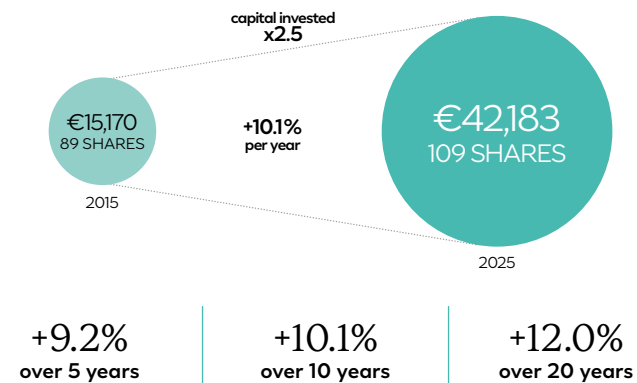 capital invested
x2.5
€15,170
89 SHARES
+10.1%
per year
€42,183
109 SHARES
2015
2025
+9.2%
over 5 years
+10.1%
over 10 years
+12.0%
over 20 years